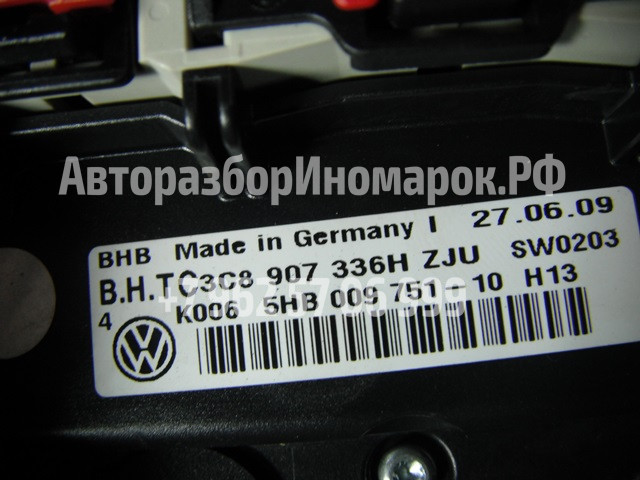 АвторазборИномарок.РФ
BHB Made in Germany I 27.06.09
B.H.TC3C8 907 336H ZJU SW0203
4 K006 5HB 009 751-10 H13